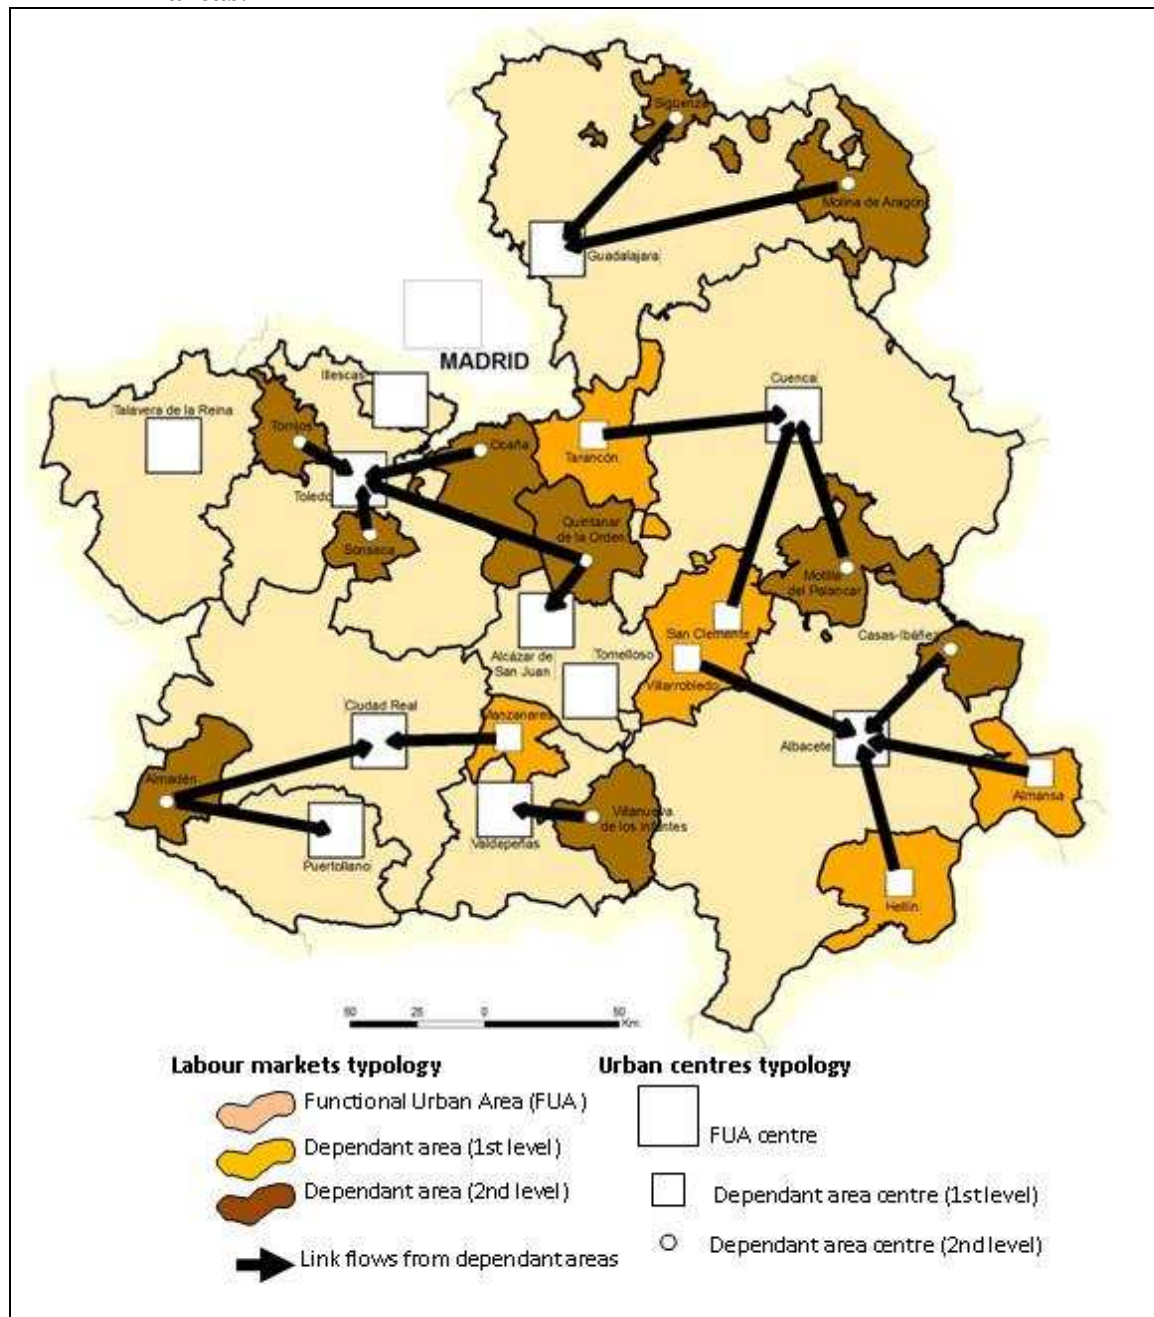 Sigüenza
Molina de Aragón
Guadalajara
MADRID
Illescas
Cuenca
Talavera de la Reina
Torrijos
Ocaña
Tarancón
Toledo
Quintanar
de la Orden
Sonseca
Motilla
del Palancar
San Clemente
Casas-Ibáñez
Alcázar de
San Juan
Tomelloso
Villarrobledo
Ciudad Real
Manzanares
Albacete
Almadén
Almansa
Villanueva
de los Infantes
Puertollano
Valdepeñas
Hellín
50 25 0 50
Km.
Labour markets typology
Functional Urban Area (FUA)
Dependant area (1st level)
Dependant area (2nd level)
Link flows from dependant areas
Urban centres typology
FUA centre
Dependant area centre (1st level)
Dependant area centre (2nd level)